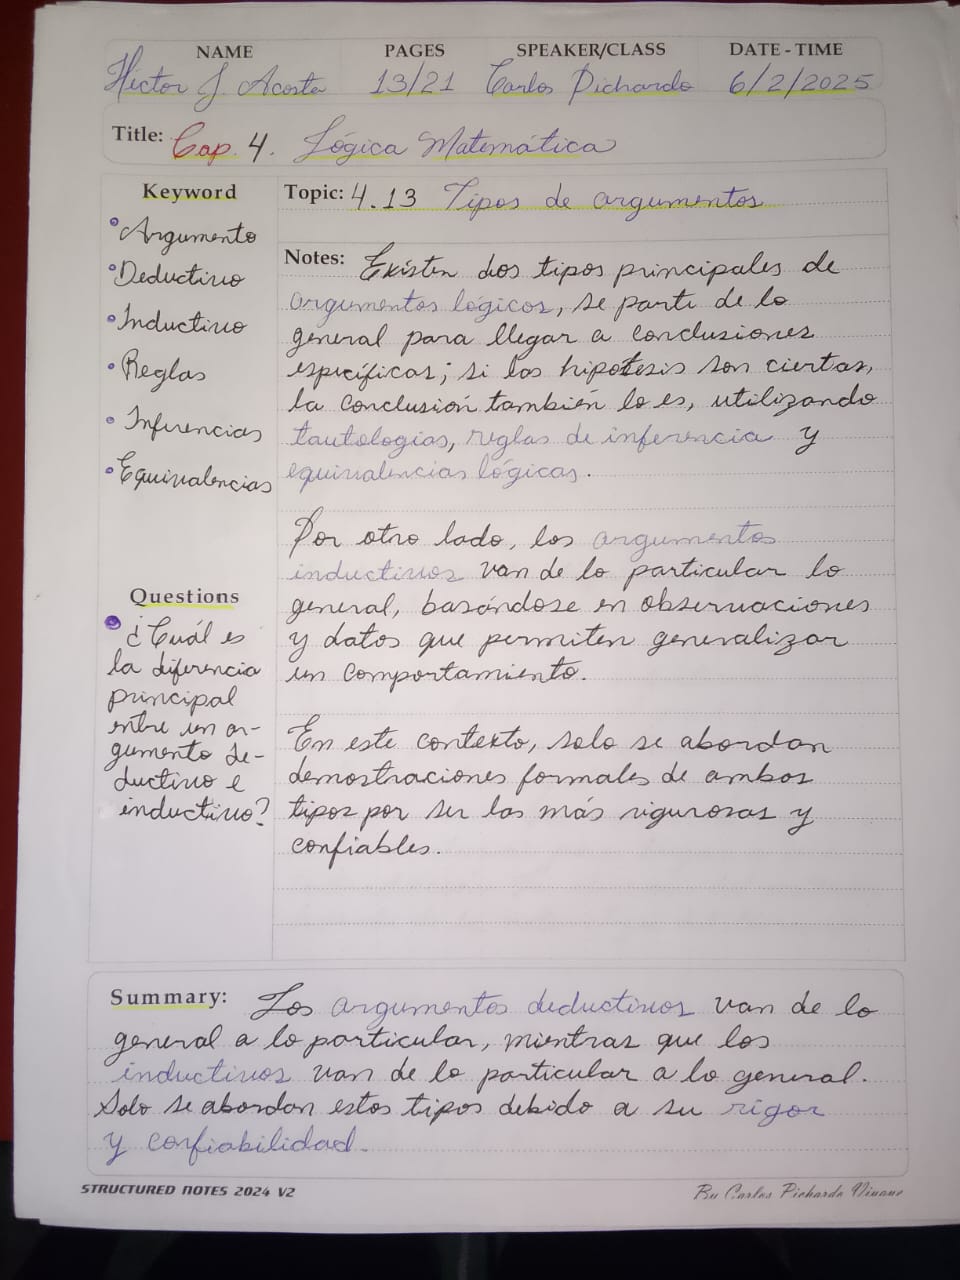 NAME PAGES SPEAKER/CLASS DATE - TIME
Hictor J. Acosta 13/21 Carlos Pichardo 6/2/2025
Title: Cap. 4. Lógica Matemática
Keyword
Argumento
Deductivo
Inductivo
Reglas
Inferencias
Equivalencias
Questions
¿Cuál es
la diferencia
principal
entre un ar-
gumento de-
ductivo e
inductivo?
Topic: 4.13 Tipos de argumentos
Notes: Existen dos tipos principales de
argumentos lógicos, se parte de lo
general para llegar a conclusiones
específicas; si las hipótesis son ciertas,
la conclusión también lo es, utilizando
tautologías, reglas de inferencia y
equivalencias lógicas.
Por otro lado, los argumentos
inductivos van de lo particular lo
general, basándose en observaciones
y datos que permiten generalizar
un comportamiento.
En este contexto, solo se abordan
demostraciones formales de ambos
tipos por ser las más rigurosas y
confiables.
Summary: Los argumentos deductivos van de lo
general a lo particular, mientras que los
inductivos van de lo particular a lo general.
Solo se abordan estos tipos debido a su rigor
y confiabilidad.
STRUCTURED NOTES 2024 V2
By Carlos Pichardo Viuque